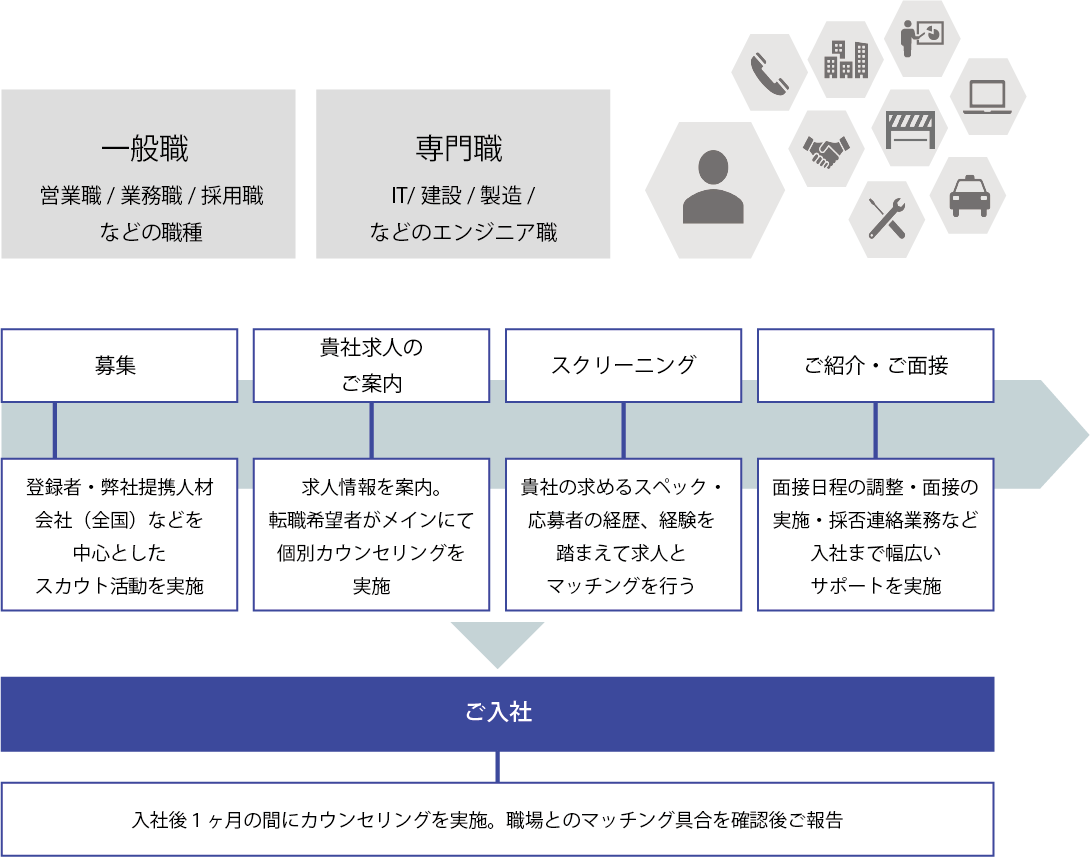 一般職
営業職 / 業務職 / 採用職
などの職種
専門職
IT/ 建設 / 製造 /
などのエンジニア職
募集
貴社求人の
ご案内
スクリーニング
ご紹介・ご面接
登録者・弊社提携人材
会社（全国）などを
中心とした
スカウト活動を実施
求人情報を案内。
転職希望者がメインにて
個別カウンセリングを
実施
貴社の求めるスペック・
応募者の経歴、経験を
踏まえて求人と
マッチングを行う
面接日程の調整・面接の
実施・採否連絡業務など
入社まで幅広い
サポートを実施
ご入社
入社後１ヶ月の間にカウンセリングを実施。職場とのマッチング具合を確認後ご報告